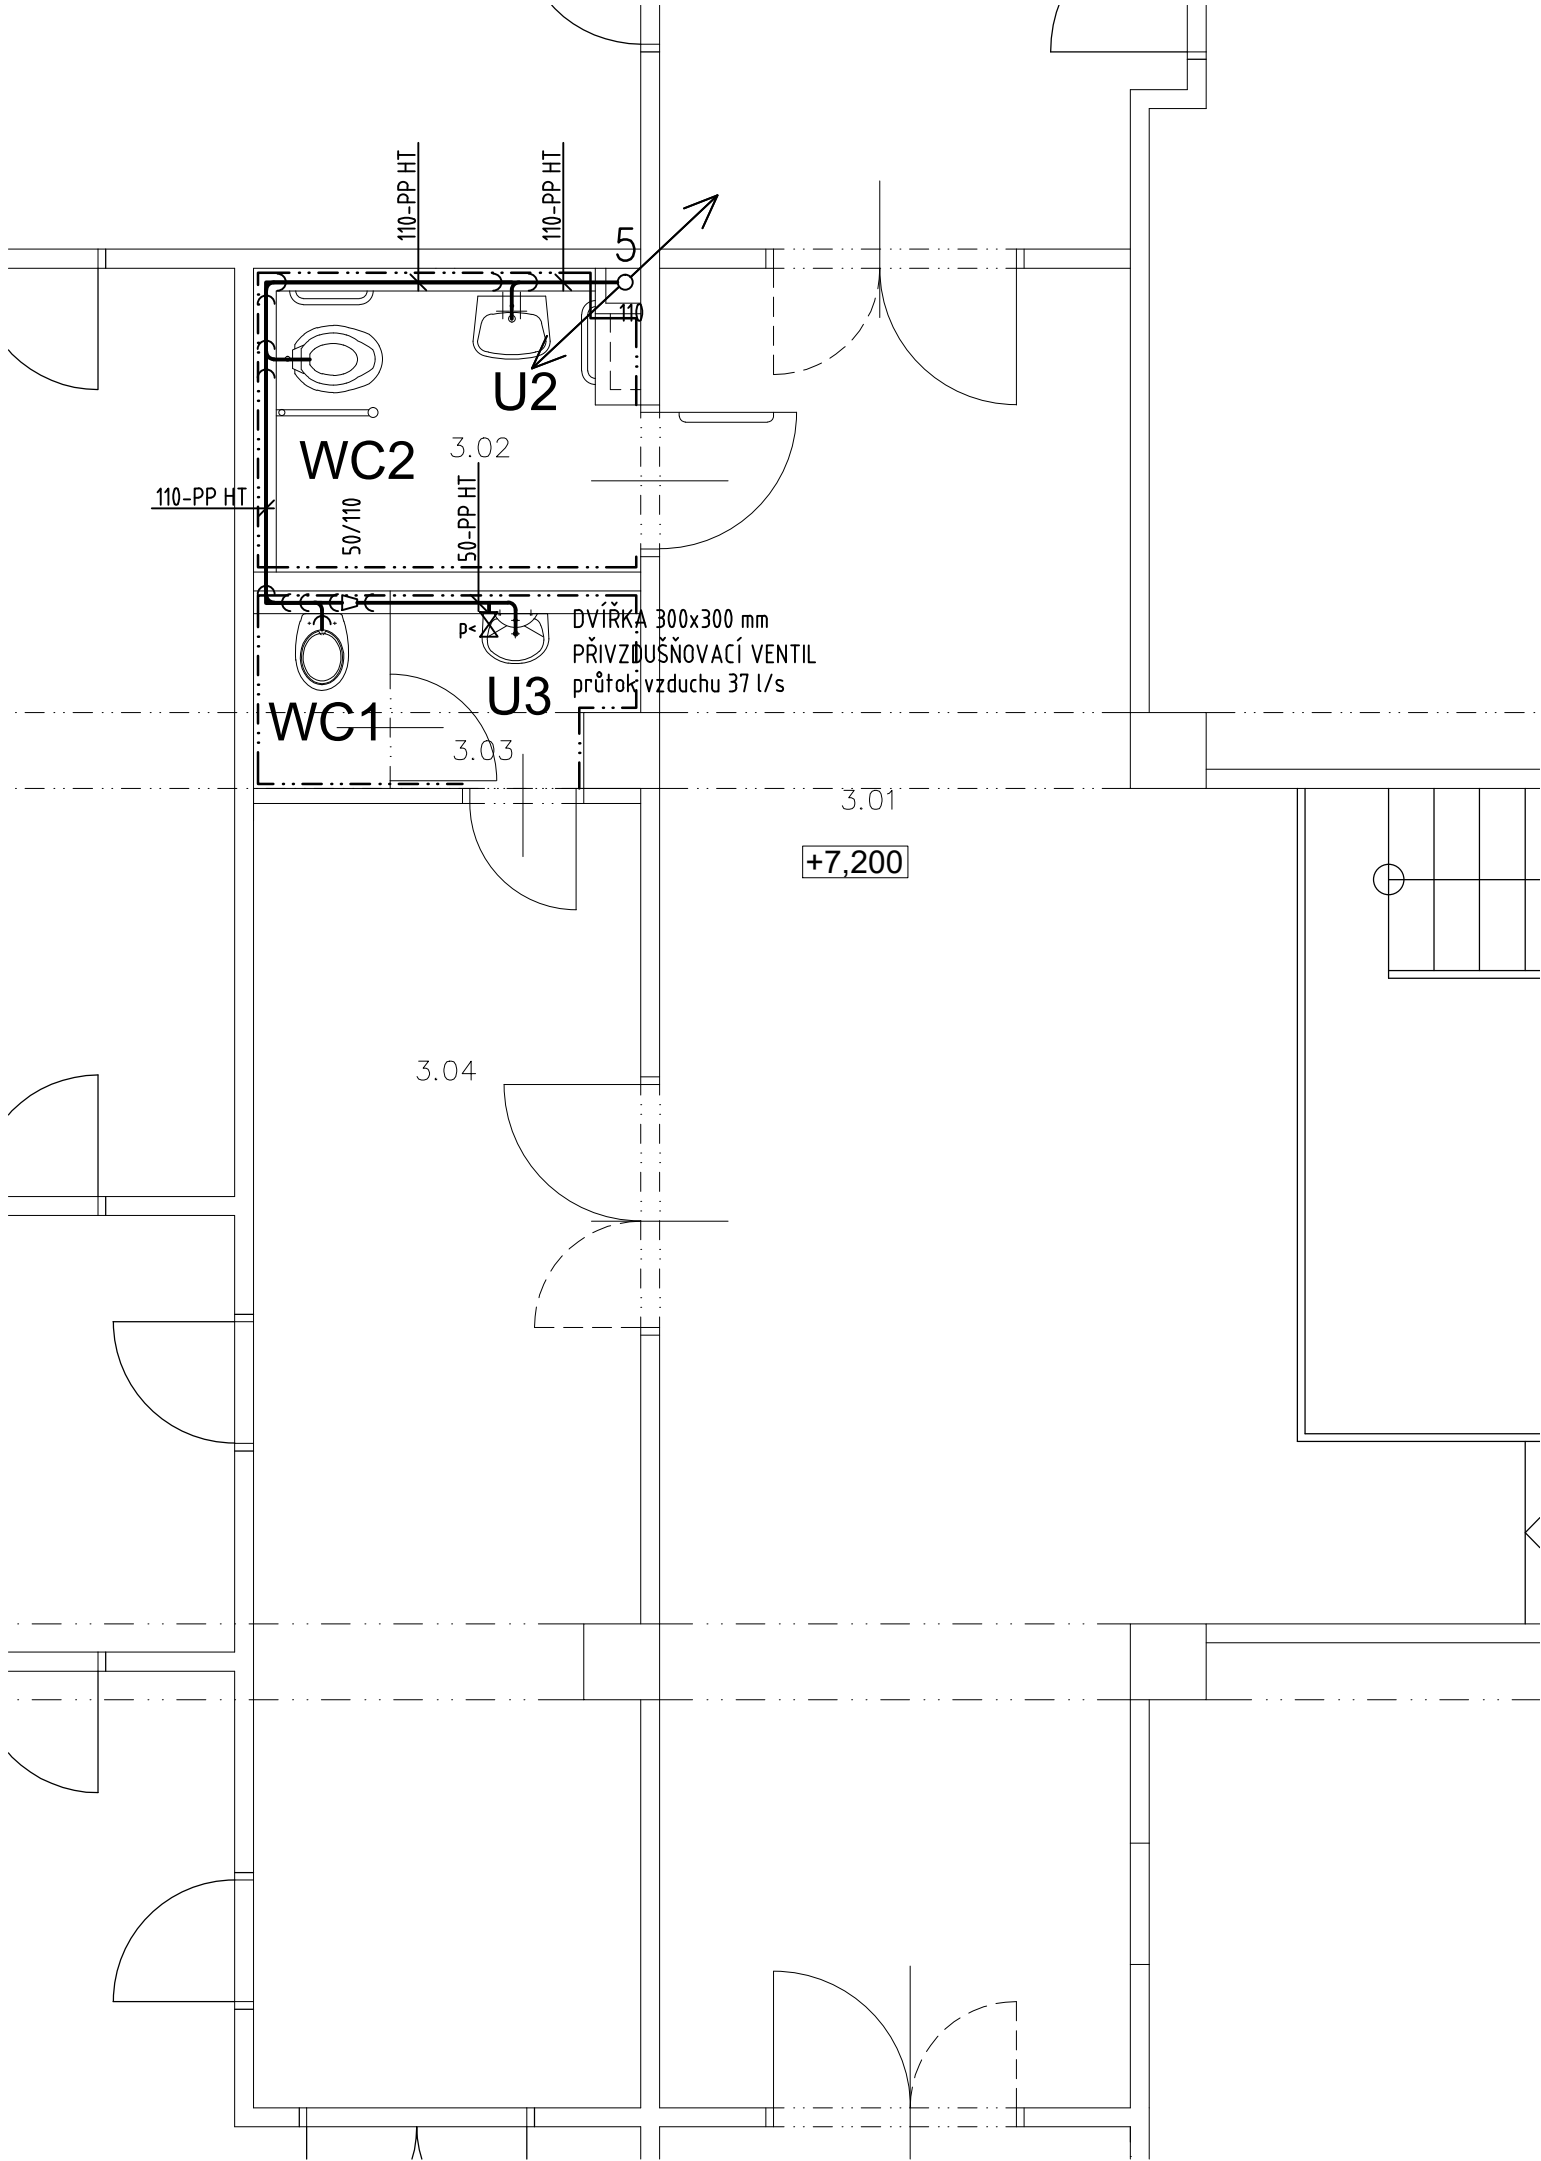 110-PP HT
110-PP HT
5
110
U2
WC2
3.02
110-PP HT
50/110
50-PP HT
p<
DVÍŘKA 300x300 mm
PŘIVZDUŠŇOVACÍ VENTIL
průtok vzduchu 37 l/s
U3
WC1
3.03
3.01
+7,200
3.04